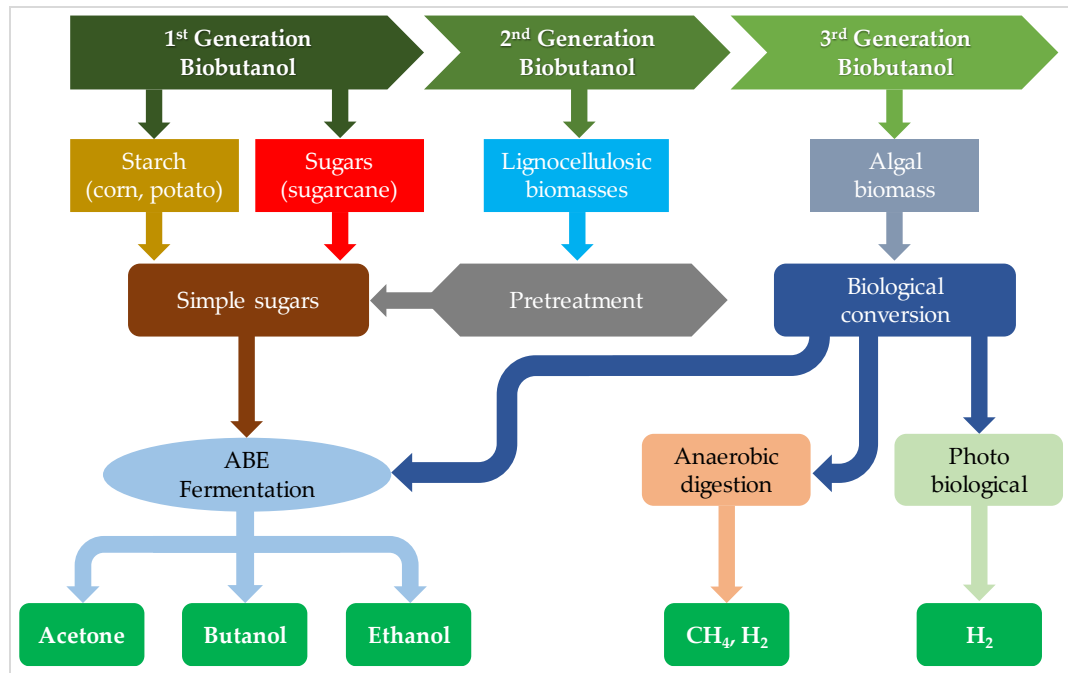 1st Generation
Biobutanol
2nd Generation
Biobutanol
3rd Generation
Biobutanol
Starch
(corn, potato)
Sugars
(sugarcane)
Lignocellulosic
biomasses
Algal
biomass
Simple sugars
Pretreatment
Biological
conversion
ABE
Fermentation
Anaerobic
digestion
Photo
biological
Acetone
Butanol
Ethanol
CH₄, H₂
H₂